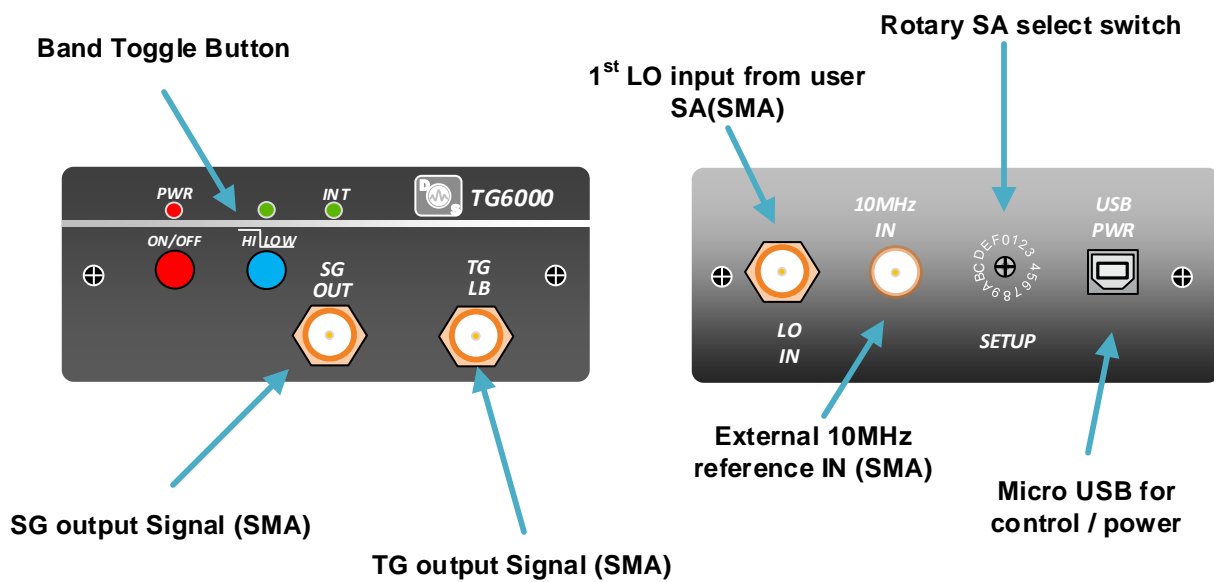 Band Toggle Button
Rotary SA select switch
1st LO input from user
SA(SMA)
PWR
INT
D
S
TG6000
ON/OFF
HI LOW
SG
OUT
TG
LB
10MHz
IN
USB
PWR
0123456789ABCDEF
LO
IN
SETUP
External 10MHz
reference IN (SMA)
Micro USB for
control / power
SG output Signal (SMA)
TG output Signal (SMA)